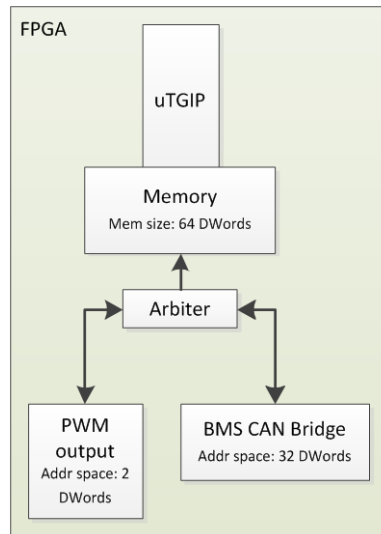 FPGA
uTGIP
Memory
Mem size: 64 DWords
Arbiter
PWM
output
Addr space: 2
DWords
BMS CAN Bridge
Addr space: 32 DWords